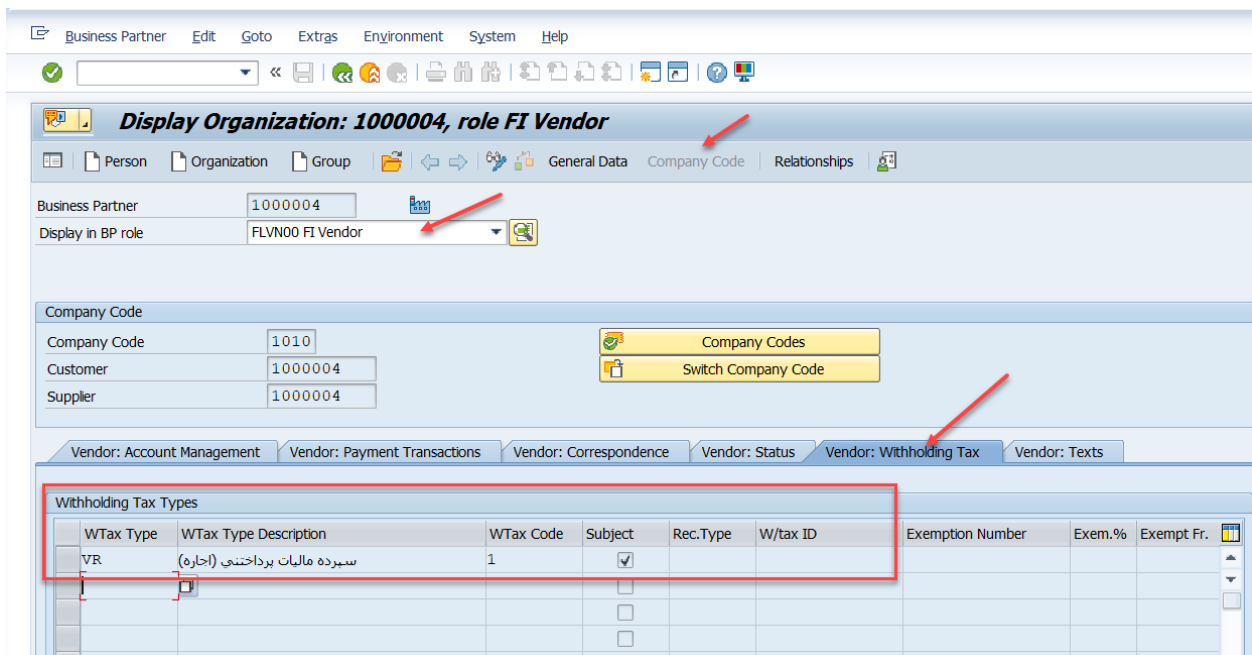 Business Partner Edit Goto Extras Environment System Help
Display Organization: 1000004, role FI Vendor
Person Organization Group General Data Company Code Relationships
Business Partner 1000004
Display in BP role FLVN00 FI Vendor
Company Code
Company Code 1010 Company Codes
Customer 1000004 Switch Company Code
Supplier 1000004
Vendor: Account Management Vendor: Payment Transactions Vendor: Correspondence Vendor: Status Vendor: Withholding Tax Vendor: Texts
Withholding Tax Types
WTax Type WTax Type Description WTax Code Subject Rec.Type W/tax ID Exemption Number Exem.% Exempt Fr.
VR سپرده مالیات پرداختني (اجاره) 1